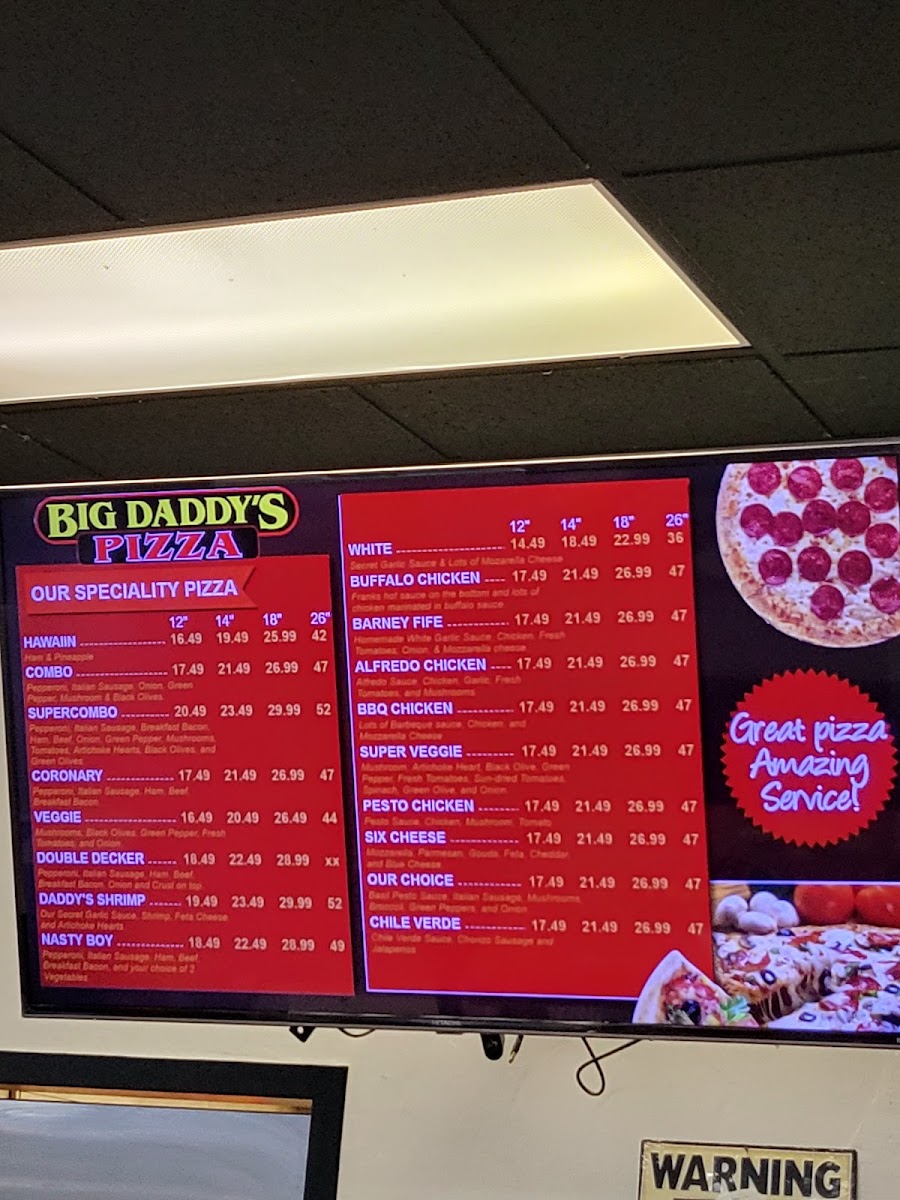 BIG DADDY'S
PIZZA
OUR SPECIALITY PIZZA
12" 14" 18" 26"
HAWAIIN 16.49 19.49 25.99 42
Ham & Pineapple
COMBO 17.49 21.49 26.99 47
Pepperoni, Italian Sausage, Onion, Green
Pepper, Mushroom & Black Olives.
SUPERCOMBO 20.49 23.49 29.99 52
Pepperoni, Italian Sausage, Breakfast Bacon,
Ham, Beef, Onion, Green Pepper, Mushrooms,
Tomatoes, Artichoke Hearts, Black Olives, and
Green Olives
CORONARY 17.49 21.49 26.99 47
Pepperoni, Italian Sausage, Ham, Beef,
Breakfast Bacon
VEGGIE 16.49 20.49 26.49 44
Mushrooms, Black Olives, Green Pepper, Fresh
Tomatoes, and Onion
DOUBLE DECKER 18.49 22.49 28.99 xx
Pepperoni, Italian Sausage, Ham, Beef,
Breakfast Bacon, Onion and Crust on top
DADDY'S SHRIMP 19.49 23.49 29.99 52
Our Secret Garlic Sauce, Shrimp, Feta Cheese
and Artichoke Hearts
NASTY BOY 18.49 22.49 28.99 49
Pepperoni, Italian Sausage, Ham, Beef,
Breakfast Bacon, and your choice of 2
Vegetables
12" 14" 18" 26"
WHITE 14.49 18.49 22.99 36
Secret Garlic Sauce & Lots of Mozarella Cheese
BUFFALO CHICKEN 17.49 21.49 26.99 47
Franks hot sauce on the bottom and lots of
chicken marinated in buffalo sauce
BARNEY FIFE 17.49 21.49 26.99 47
Homemade White Garlic Sauce, Chicken, Fresh
Tomatoes, Onion, & Mozzarella cheese
ALFREDO CHICKEN 17.49 21.49 26.99 47
Alfredo Sauce, Chicken, Garlic, Fresh
Tomatoes, and Mushrooms
BBQ CHICKEN 17.49 21.49 26.99 47
Lots of Barbeque sauce, Chicken, and
Mozzarella Cheese
SUPER VEGGIE 17.49 21.49 26.99 47
Mushroom, Artichoke Heart, Black Olive, Green
Pepper, Fresh Tomatoes, Sun-dried Tomatoes,
Spinach, Green Olive, and Onion
PESTO CHICKEN 17.49 21.49 26.99 47
Pesto Sauce, Chicken, Mushroom, Tomato
SIX CHEESE 17.49 21.49 26.99 47
Mozzarella, Parmesan, Gouda, Feta, Cheddar,
and Blue Cheese
OUR CHOICE 17.49 21.49 26.99 47
Basil Pesto Sauce, Italian Sausage, Mushrooms,
Broccoli, Green Peppers, and Onion
CHILE VERDE 17.49 21.49 26.99 47
Chile Verde Sauce, Chorizo Sausage and
Jalapenos
Great pizza
Amazing
Service!
HITACHI
WARNING